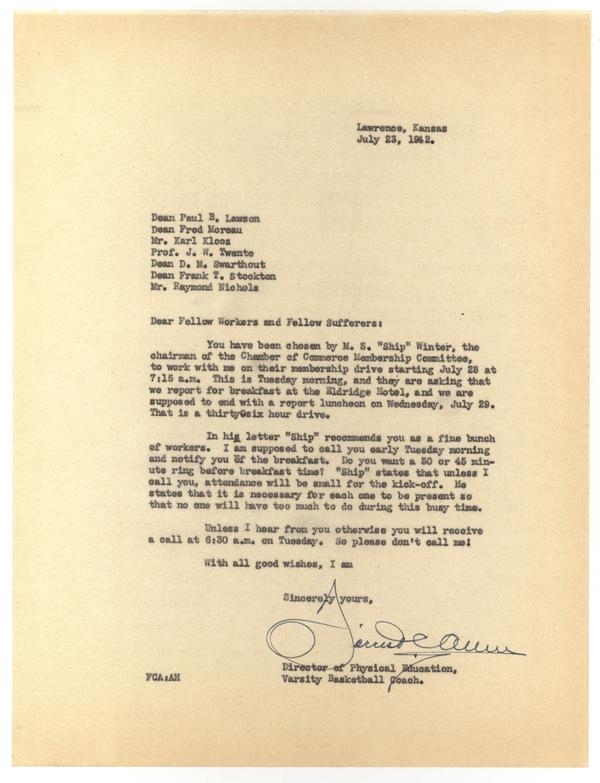 Lawrence, Kansas
July 23, 1942.
Dean Paul B. Lawson
Dean Fred Moreau
Mr. Karl Klooz
Prof. J. W. Twente
Dean D. M. Swarthout
Dean Frank T. Stockton
Mr. Raymond Nichols
Dear Fellow Workers and Fellow Sufferers:
You have been chosen by M. S. "Ship" Winter, the
chairman of the Chamber of Commerce Membership Committee,
to work with me on their membership drive starting July 28 at
7:15 a.m. This is Tuesday morning, and they are asking that
we report for breakfast at the Eldridge Hotel, and we are
supposed to end with a report luncheon on Wednesday, July 29.
That is a thirty-six hour drive.
In his letter "Ship" recommends you as a fine bunch
of workers. I am supposed to call you early Tuesday morning
and notify you of the breakfast. Do you want a 30 or 45 min-
ute ring before breakfast time? "Ship" states that unless I
call you, attendance will be small for the kick-off. He
states that it is necessary for each one to be present so
that no one will have too much to do during this busy time.
Unless I hear from you otherwise you will receive
a call at 6:30 a.m. on Tuesday. So please don't call me!
With all good wishes, I am
Sincerely yours,
Forrest C. Allen
Director of Physical Education,
FCA:AH Varsity Basketball Coach.